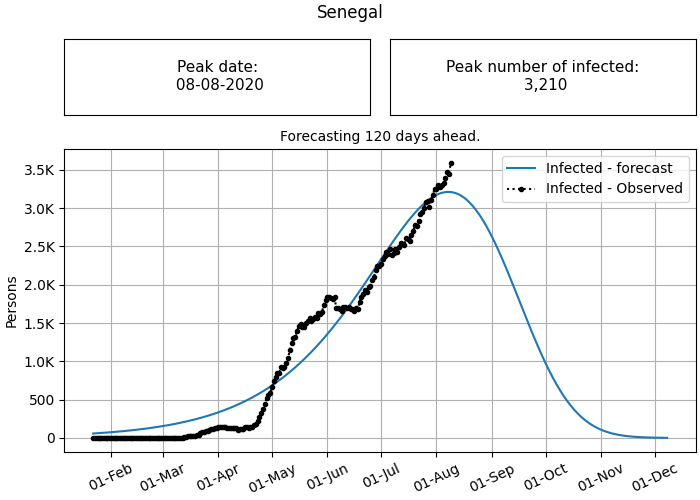 Senegal
Peak date:
08-08-2020
Peak number of infected:
3,210
Forecasting 120 days ahead.
Infected - forecast
Infected - Observed
Persons
3.5K
3.0K
2.5K
2.0K
1.5K
1.0K
500
0
01-Feb
01-Mar
01-Apr
01-May
01-Jun
01-Jul
01-Aug
01-Sep
01-Oct
01-Nov
01-Dec